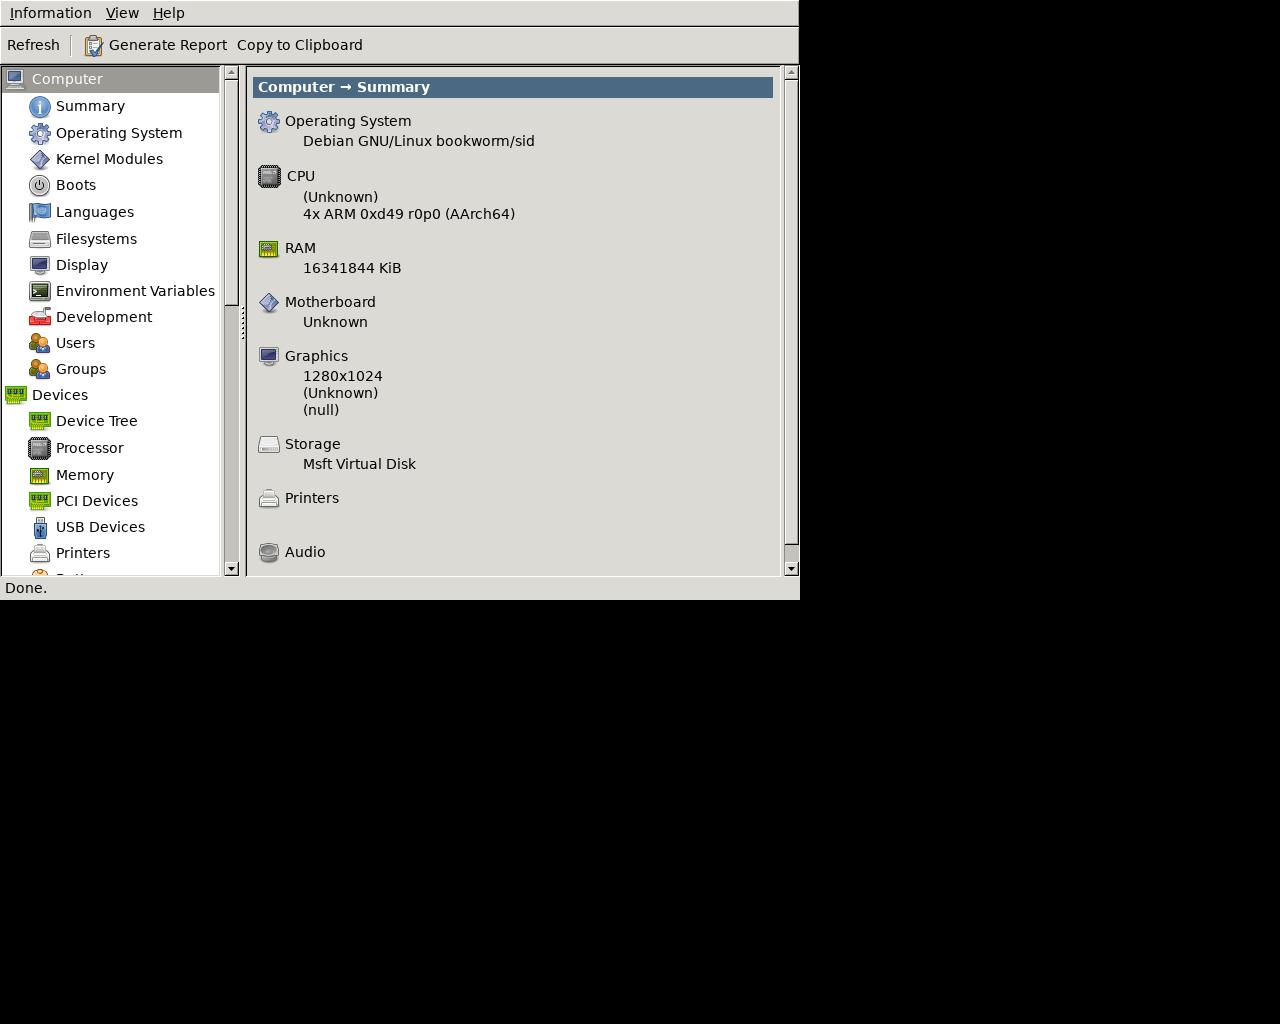 Information View Help
Refresh Generate Report Copy to Clipboard
Computer
Summary
Operating System
Kernel Modules
Boots
Languages
Filesystems
Display
Environment Variables
Development
Users
Groups
Devices
Device Tree
Processor
Memory
PCI Devices
USB Devices
Printers
Computer → Summary
Operating System
Debian GNU/Linux bookworm/sid
CPU
(Unknown)
4x ARM 0xd49 r0p0 (AArch64)
RAM
16341844 KiB
Motherboard
Unknown
Graphics
1280x1024
(Unknown)
(null)
Storage
Msft Virtual Disk
Printers
Audio
Done.